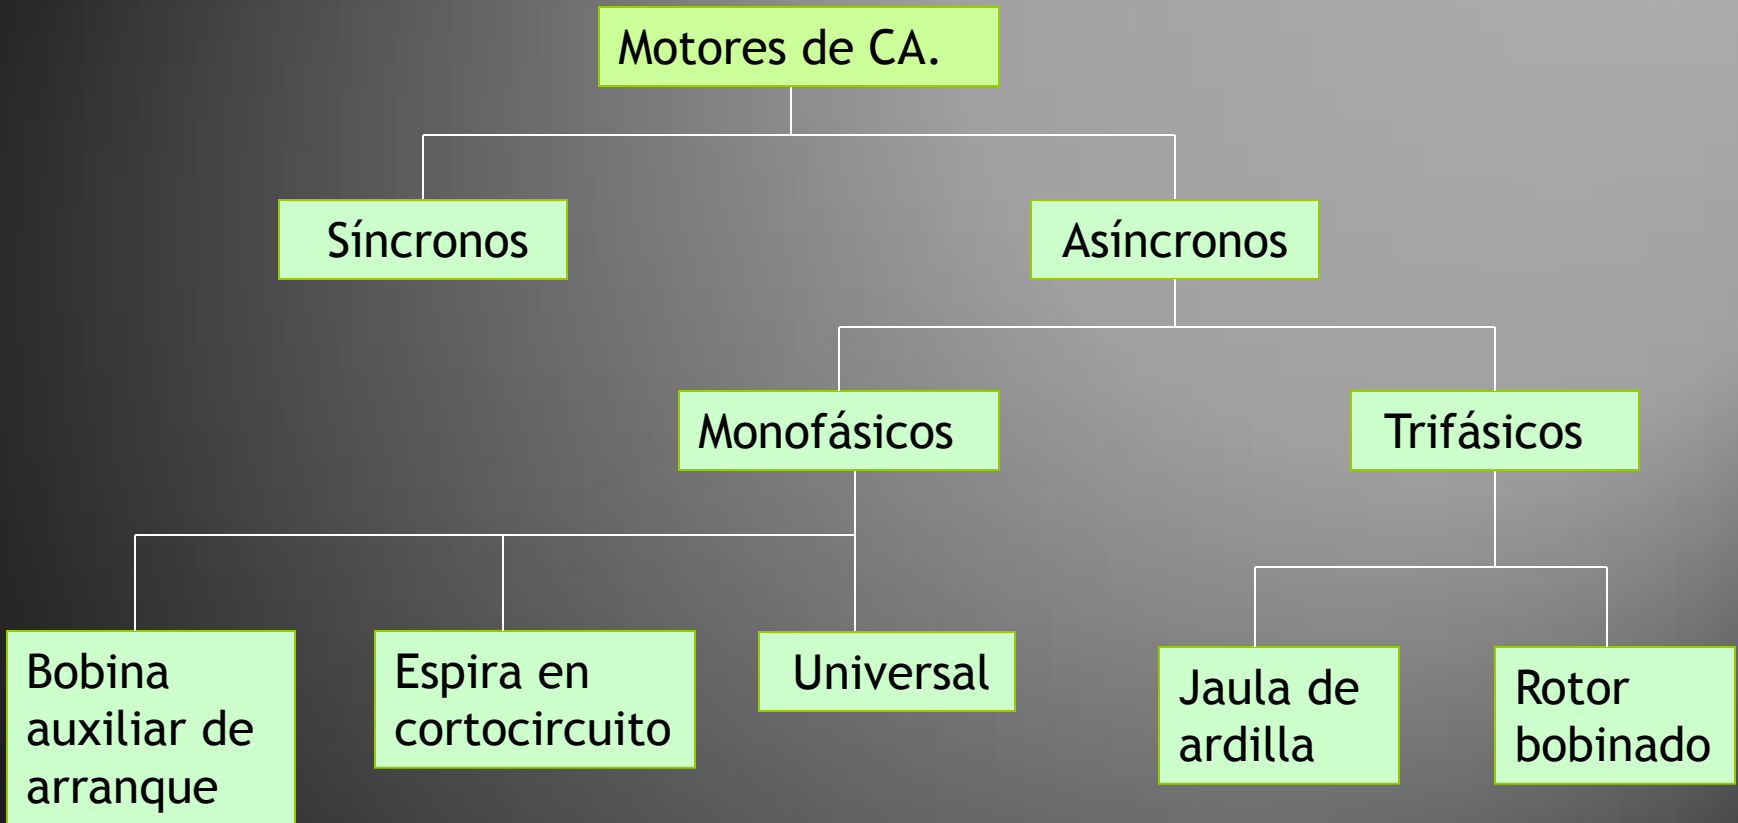 Motores de CA.
Síncronos
Asíncronos
Monofásicos
Trifásicos
Bobina
auxiliar de
arranque
Espira en
cortocircuito
Universal
Jaula de
ardilla
Rotor
bobinado